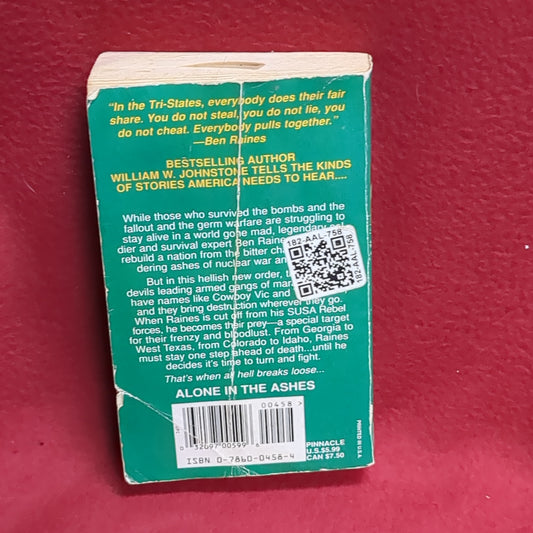 “In the Tri-States, everybody does their fair
share. You do not steal, you do not lie, you
do not cheat. Everybody pulls together.”
—Ben Raines
BESTSELLING AUTHOR
WILLIAM W. JOHNSTONE TELLS THE KINDS
OF STORIES AMERICA NEEDS TO HEAR....
While those who survived the bombs and the
fallout and the germ warfare are struggling to
stay alive in a world gone mad, legendary
dier and survival expert Ben
rebuild a nation from the bitter
dering ashes of nuclear war
But in this hellish new order,
devils leading armed gangs of
have names like Cowboy Vic and
and they bring destruction wherever they go.
When Raines is cut off from his SUSA Rebel
forces, he becomes their prey—a special target
for their frenzy and bloodlust. From Georgia to
West Texas, from Colorado to Idaho, Raines
must stay one step ahead of death...until he
decides it's time to turn and fight.
That's when all hell breaks loose...
ALONE IN THE ASHES
182-AAL-758
182-AAL-758
00458>
0 32097 00599 6
ISBN 0-7860-0458-4
PINNACLE
U.S. $5.99
CAN $7.50
PRINTED IN U.S.A.